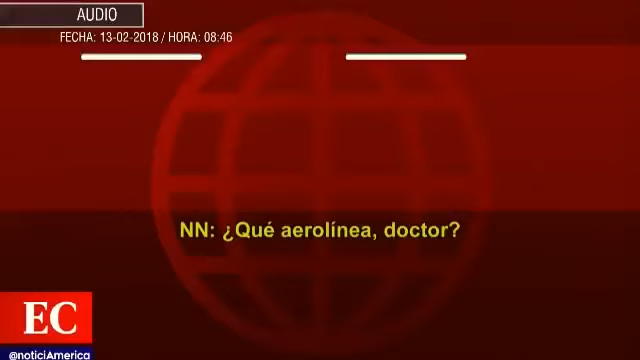 AUDIO
FECHA: 13-02-2018 / HORA: 08:46
NN: ¿Qué aerolínea, doctor?
EC
@noticiAmerica